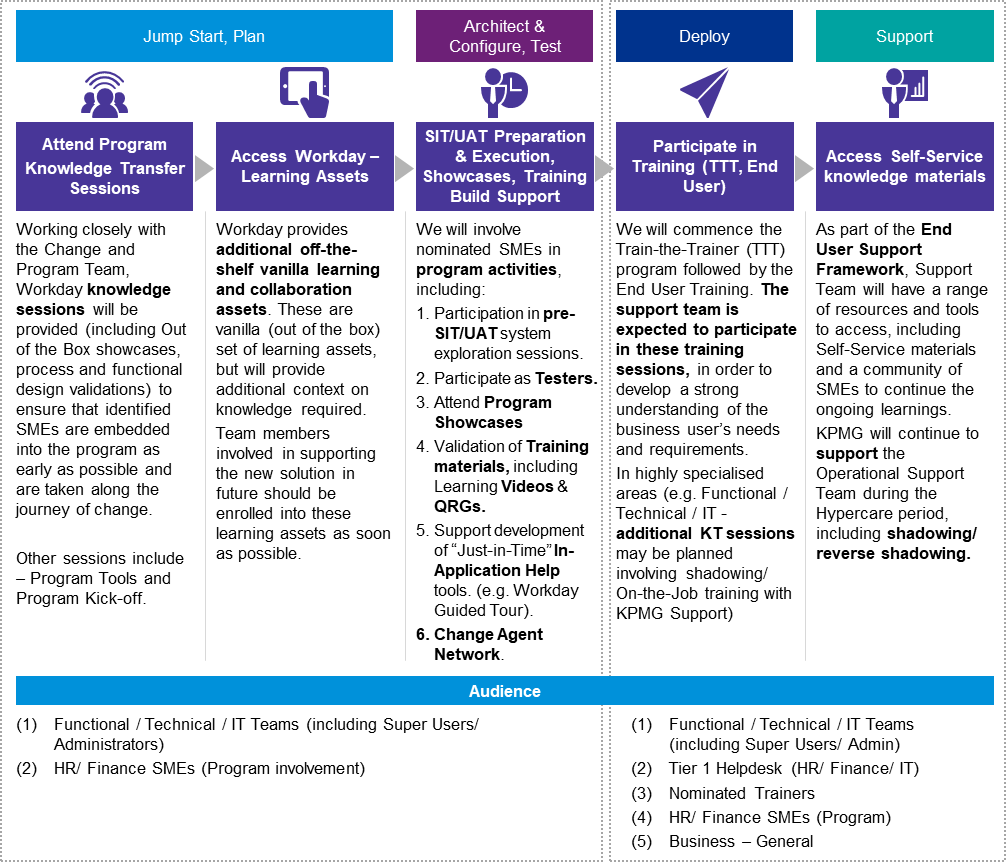 Jump Start, Plan
Architect &
Configure, Test
Deploy
Support
Attend Program
Knowledge Transfer
Sessions
Access Workday –
Learning Assets
SIT/UAT Preparation
& Execution,
Showcases, Training
Build Support
Participate in
Training (TTT, End
User)
Access Self-Service
knowledge materials
Working closely with
the Change and
Program Team,
Workday knowledge
sessions will be
provided (including Out
of the Box showcases,
process and functional
design validations) to
ensure that identified
SMEs are embedded
into the program as
early as possible and
are taken along the
journey of change.
Other sessions include
– Program Tools and
Program Kick-off.
Workday provides
additional off-the-
shelf vanilla learning
and collaboration
assets. These are
vanilla (out of the box)
set of learning assets,
but will provide
additional context on
knowledge required.
Team members
involved in supporting
the new solution in
future should be
enrolled into these
learning assets as soon
as possible.
We will involve
nominated SMEs in
program activities,
including:
1. Participation in pre-
SIT/UAT system
exploration sessions.
2. Participate as Testers.
3. Attend Program
Showcases
4. Validation of Training
materials, including
Learning Videos &
QRGs.
5. Support development
of “Just-in-Time” In-
Application Help
tools. (e.g. Workday
Guided Tour).
6. Change Agent
Network.
We will commence the
Train-the-Trainer (TTT)
program followed by the
End User Training. The
support team is
expected to participate
in these training
sessions, in order to
develop a strong
understanding of the
business user’s needs
and requirements.
In highly specialised
areas (e.g. Functional /
Technical / IT -
additional KT sessions
may be planned
involving shadowing/
On-the-Job training with
KPMG Support)
As part of the End
User Support
Framework, Support
Team will have a range
of resources and tools
to access, including
Self-Service materials
and a community of
SMEs to continue the
ongoing learnings.
KPMG will continue to
support the
Operational Support
Team during the
Hypercare period,
including shadowing/
reverse shadowing.
Audience
(1) Functional / Technical / IT Teams (including Super Users/
Administrators)
(2) HR/ Finance SMEs (Program involvement)
(1) Functional / Technical / IT Teams
(including Super Users/ Admin)
(2) Tier 1 Helpdesk (HR/ Finance/ IT)
(3) Nominated Trainers
(4) HR/ Finance SMEs (Program)
(5) Business – General